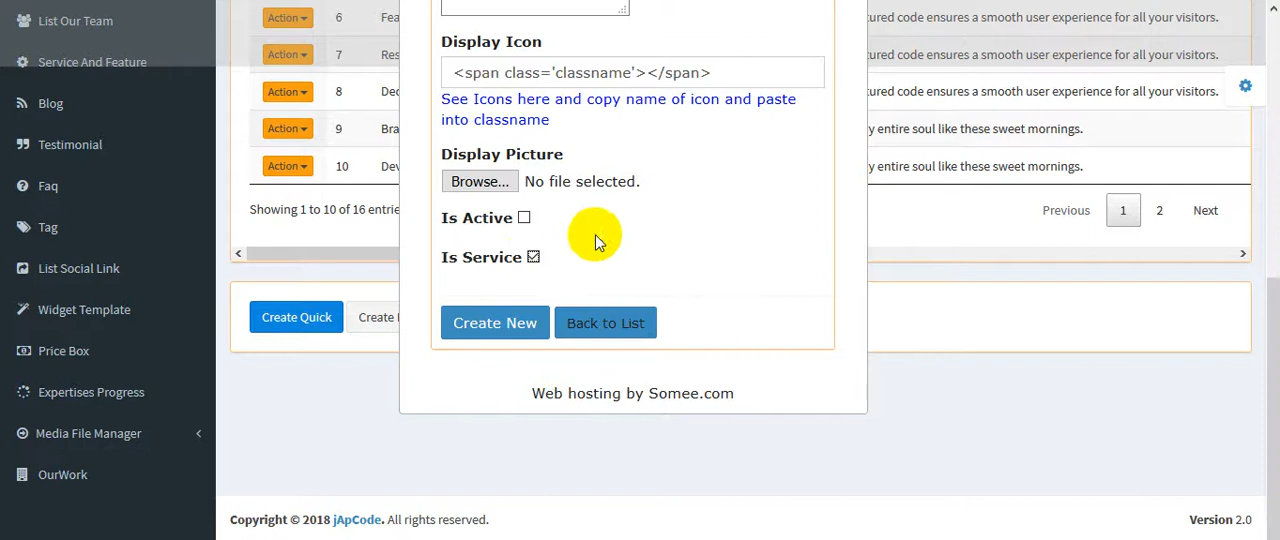 List Our Team
Service And Feature
Blog
Testimonial
Faq
Tag
List Social Link
Widget Template
Price Box
Expertises Progress
Media File Manager
OurWork
Action 6 Fea tured code ensures a smooth user experience for all your visitors.
Action 7 Res tured code ensures a smooth user experience for all your visitors.
Action 8 Dec tured code ensures a smooth user experience for all your visitors.
Action 9 Bra y entire soul like these sweet mornings.
Action 10 Dev y entire soul like these sweet mornings.
Showing 1 to 10 of 16 entrie
Previous 1 2 Next
Create Quick Create
Display Icon
<span class='classname'></span>
See Icons here and copy name of icon and paste
into classname
Display Picture
Browse... No file selected.
Is Active
Is Service
Create New Back to List
Web hosting by Somee.com
Copyright © 2018 jApCode. All rights reserved. Version 2.0